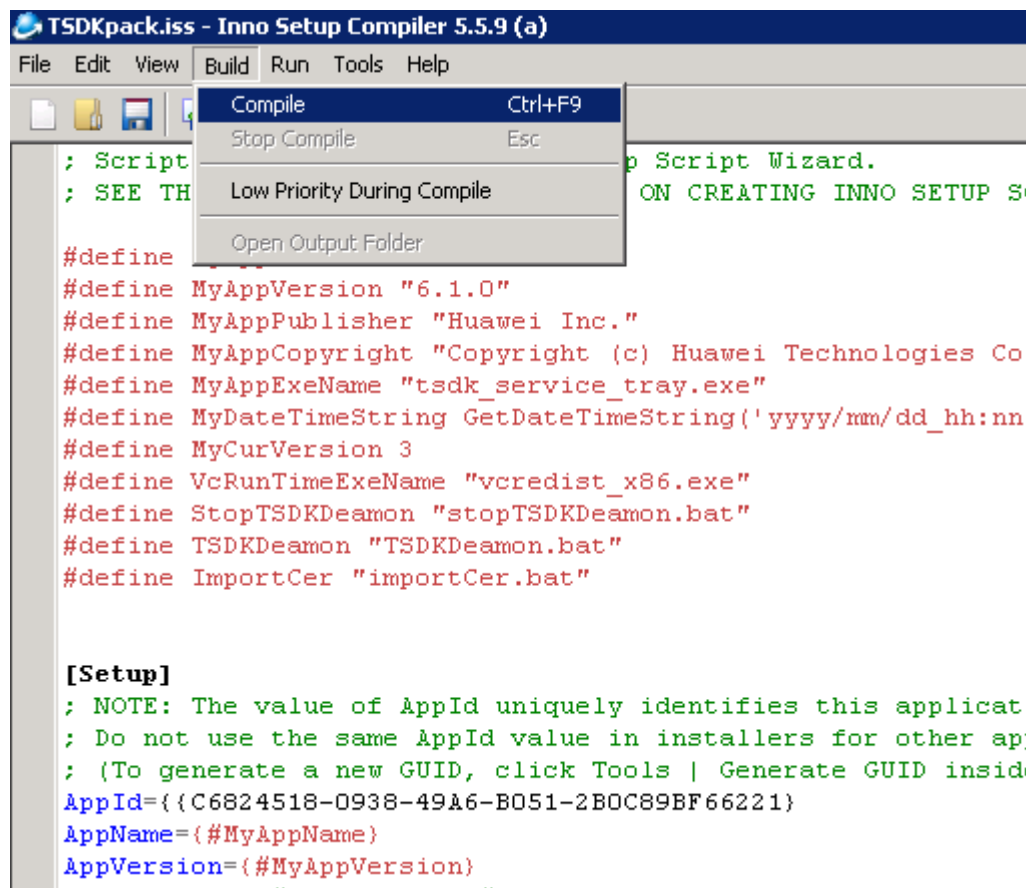 TSDKpack.iss - Inno Setup Compiler 5.5.9 (a)
File Edit View Build Run Tools Help
Compile Ctrl+F9
Stop Compile Esc
Low Priority During Compile
Open Output Folder
; Script p Script Wizard.
; SEE TH ON CREATING INNO SETUP S
#define
#define MyAppVersion "6.1.0"
#define MyAppPublisher "Huawei Inc."
#define MyAppCopyright "Copyright (c) Huawei Technologies Co
#define MyAppExeName "tsdk_service_tray.exe"
#define MyDateTimeString GetDateTimeString('yyyy/mm/dd_hh:nn
#define MyCurVersion 3
#define VcRunTimeExeName "vcredist_x86.exe"
#define StopTSDKDeamon "stopTSDKDeamon.bat"
#define TSDKDeamon "TSDKDeamon.bat"
#define ImportCer "importCer.bat"
[Setup]
; NOTE: The value of AppId uniquely identifies this applicat
; Do not use the same AppId value in installers for other ap
; (To generate a new GUID, click Tools | Generate GUID inside
AppId={{C6824518-0938-49A6-B051-2B0C89BF66221}
AppName={#MyAppName}
AppVersion={#MyAppVersion}